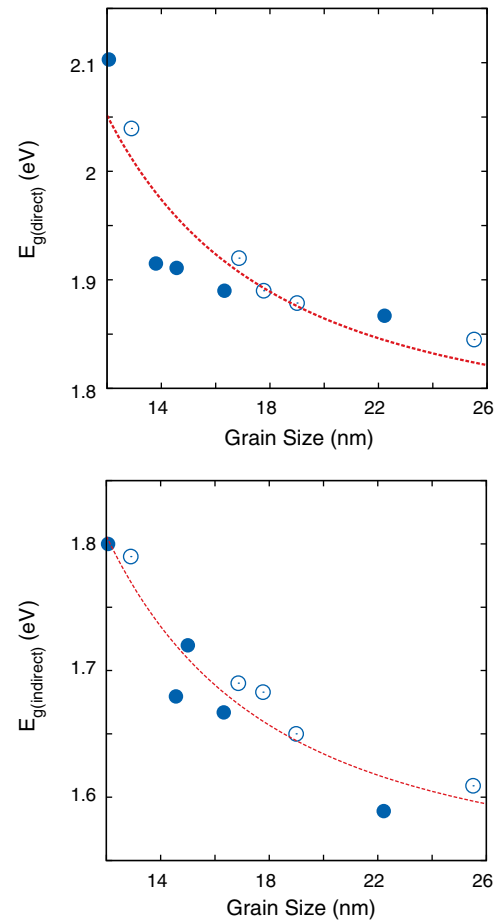 2.1
2
1.9
1.8
E_g(direct) (eV)
14 18 22 26
Grain Size (nm)
1.8
1.7
1.6
E_g(indirect) (eV)
14 18 22 26
Grain Size (nm)